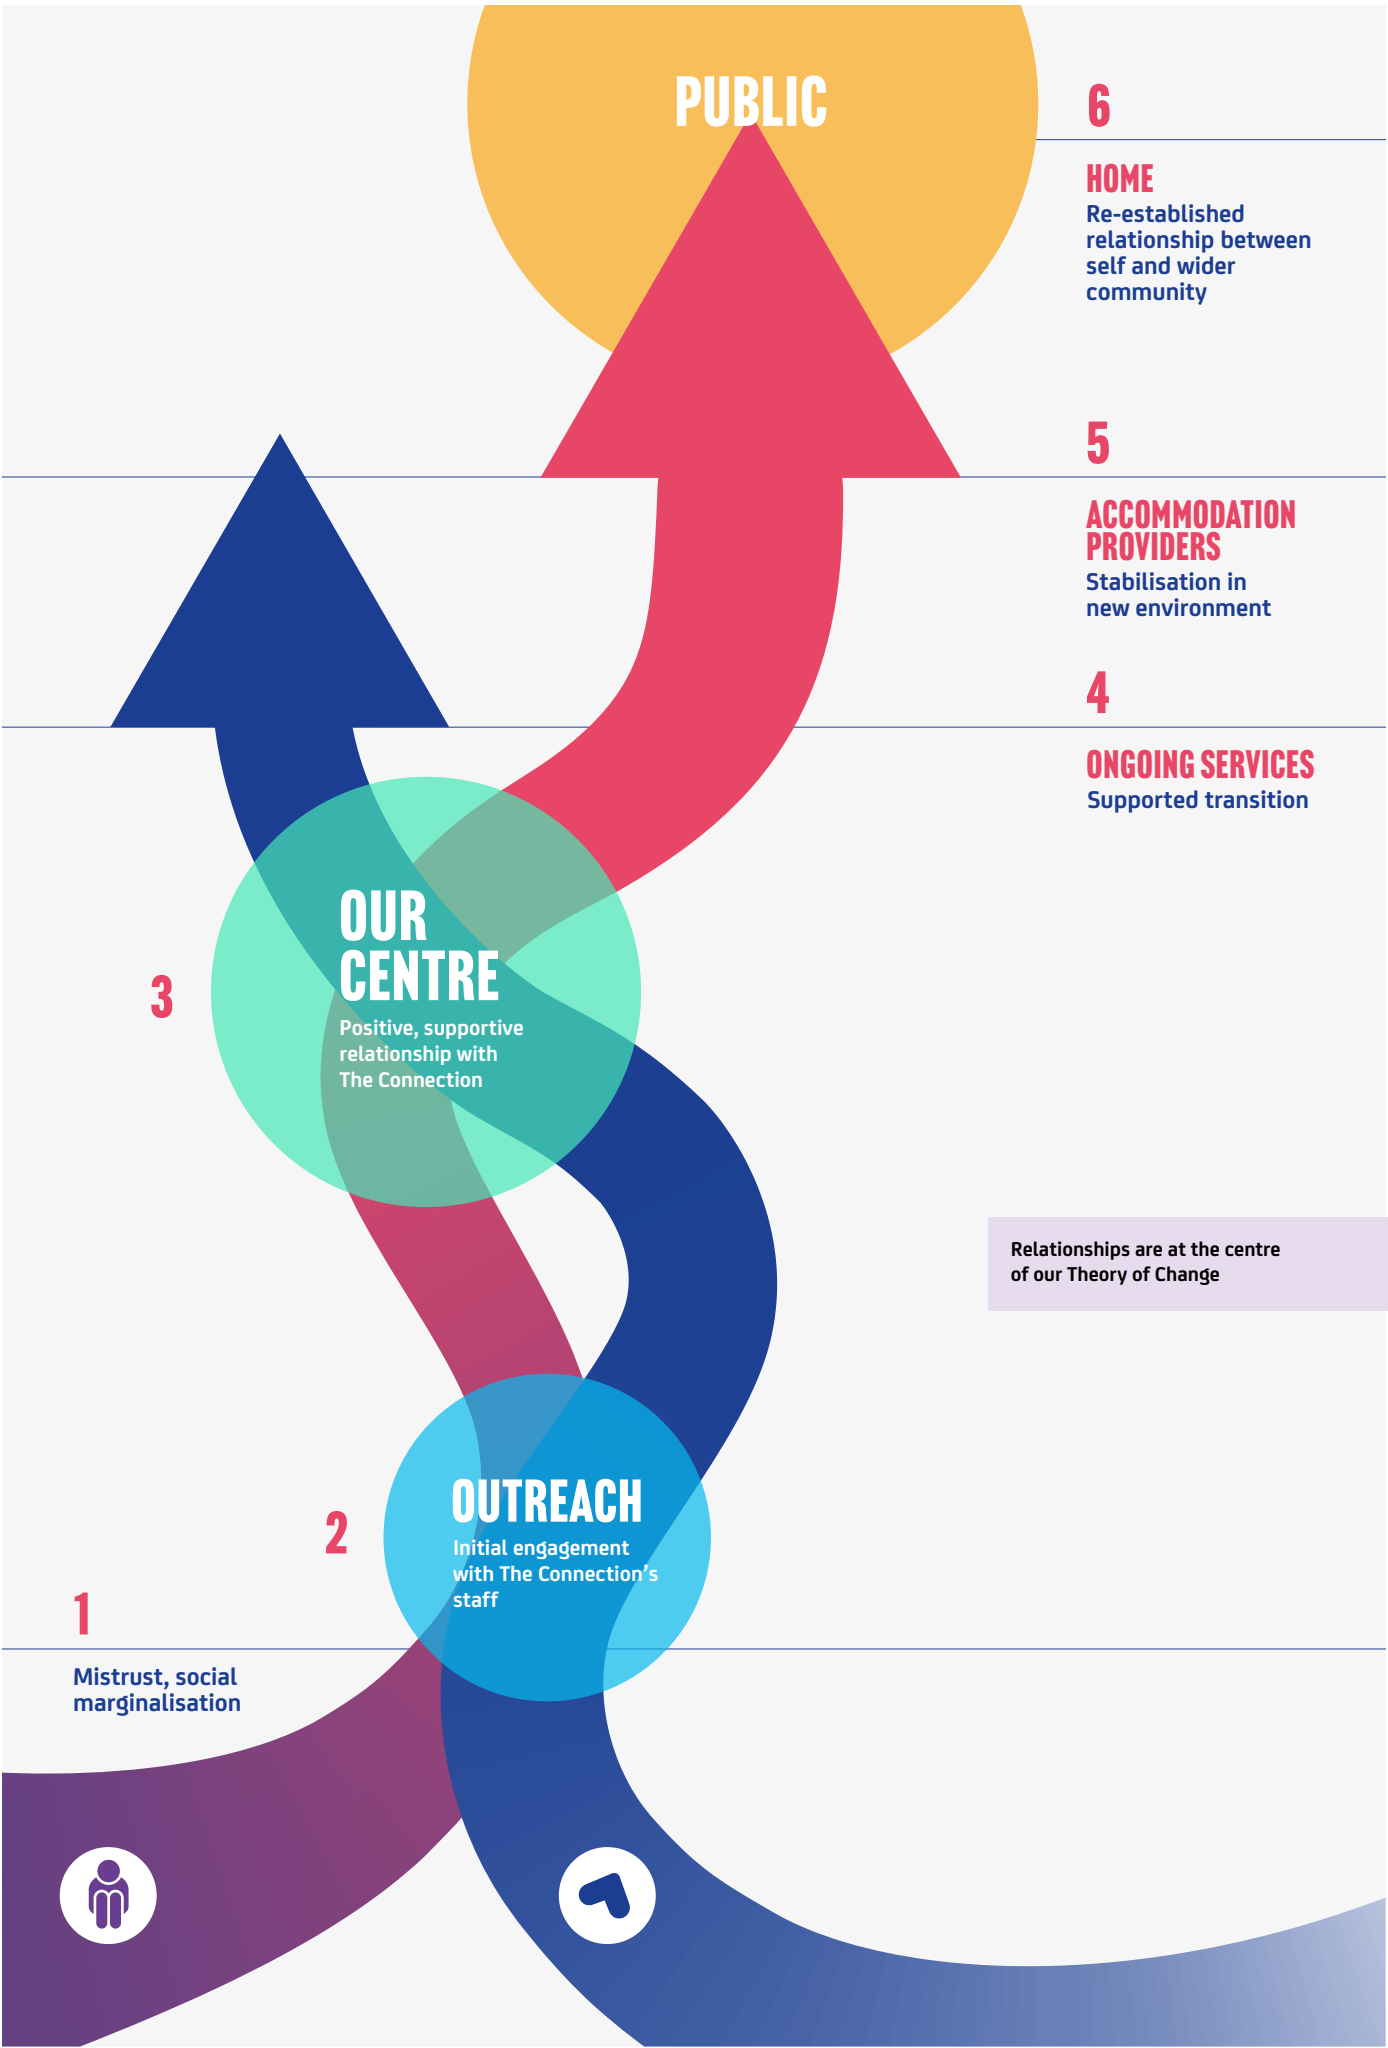 PUBLIC
6
HOME
Re-established
relationship between
self and wider
community
5
ACCOMMODATION
PROVIDERS
Stabilisation in
new environment
4
ONGOING SERVICES
Supported transition
OUR
CENTRE
3
Positive, supportive
relationship with
The Connection
Relationships are at the centre
of our Theory of Change
OUTREACH
2
Initial engagement
with The Connection's
staff
1
Mistrust, social
marginalisation